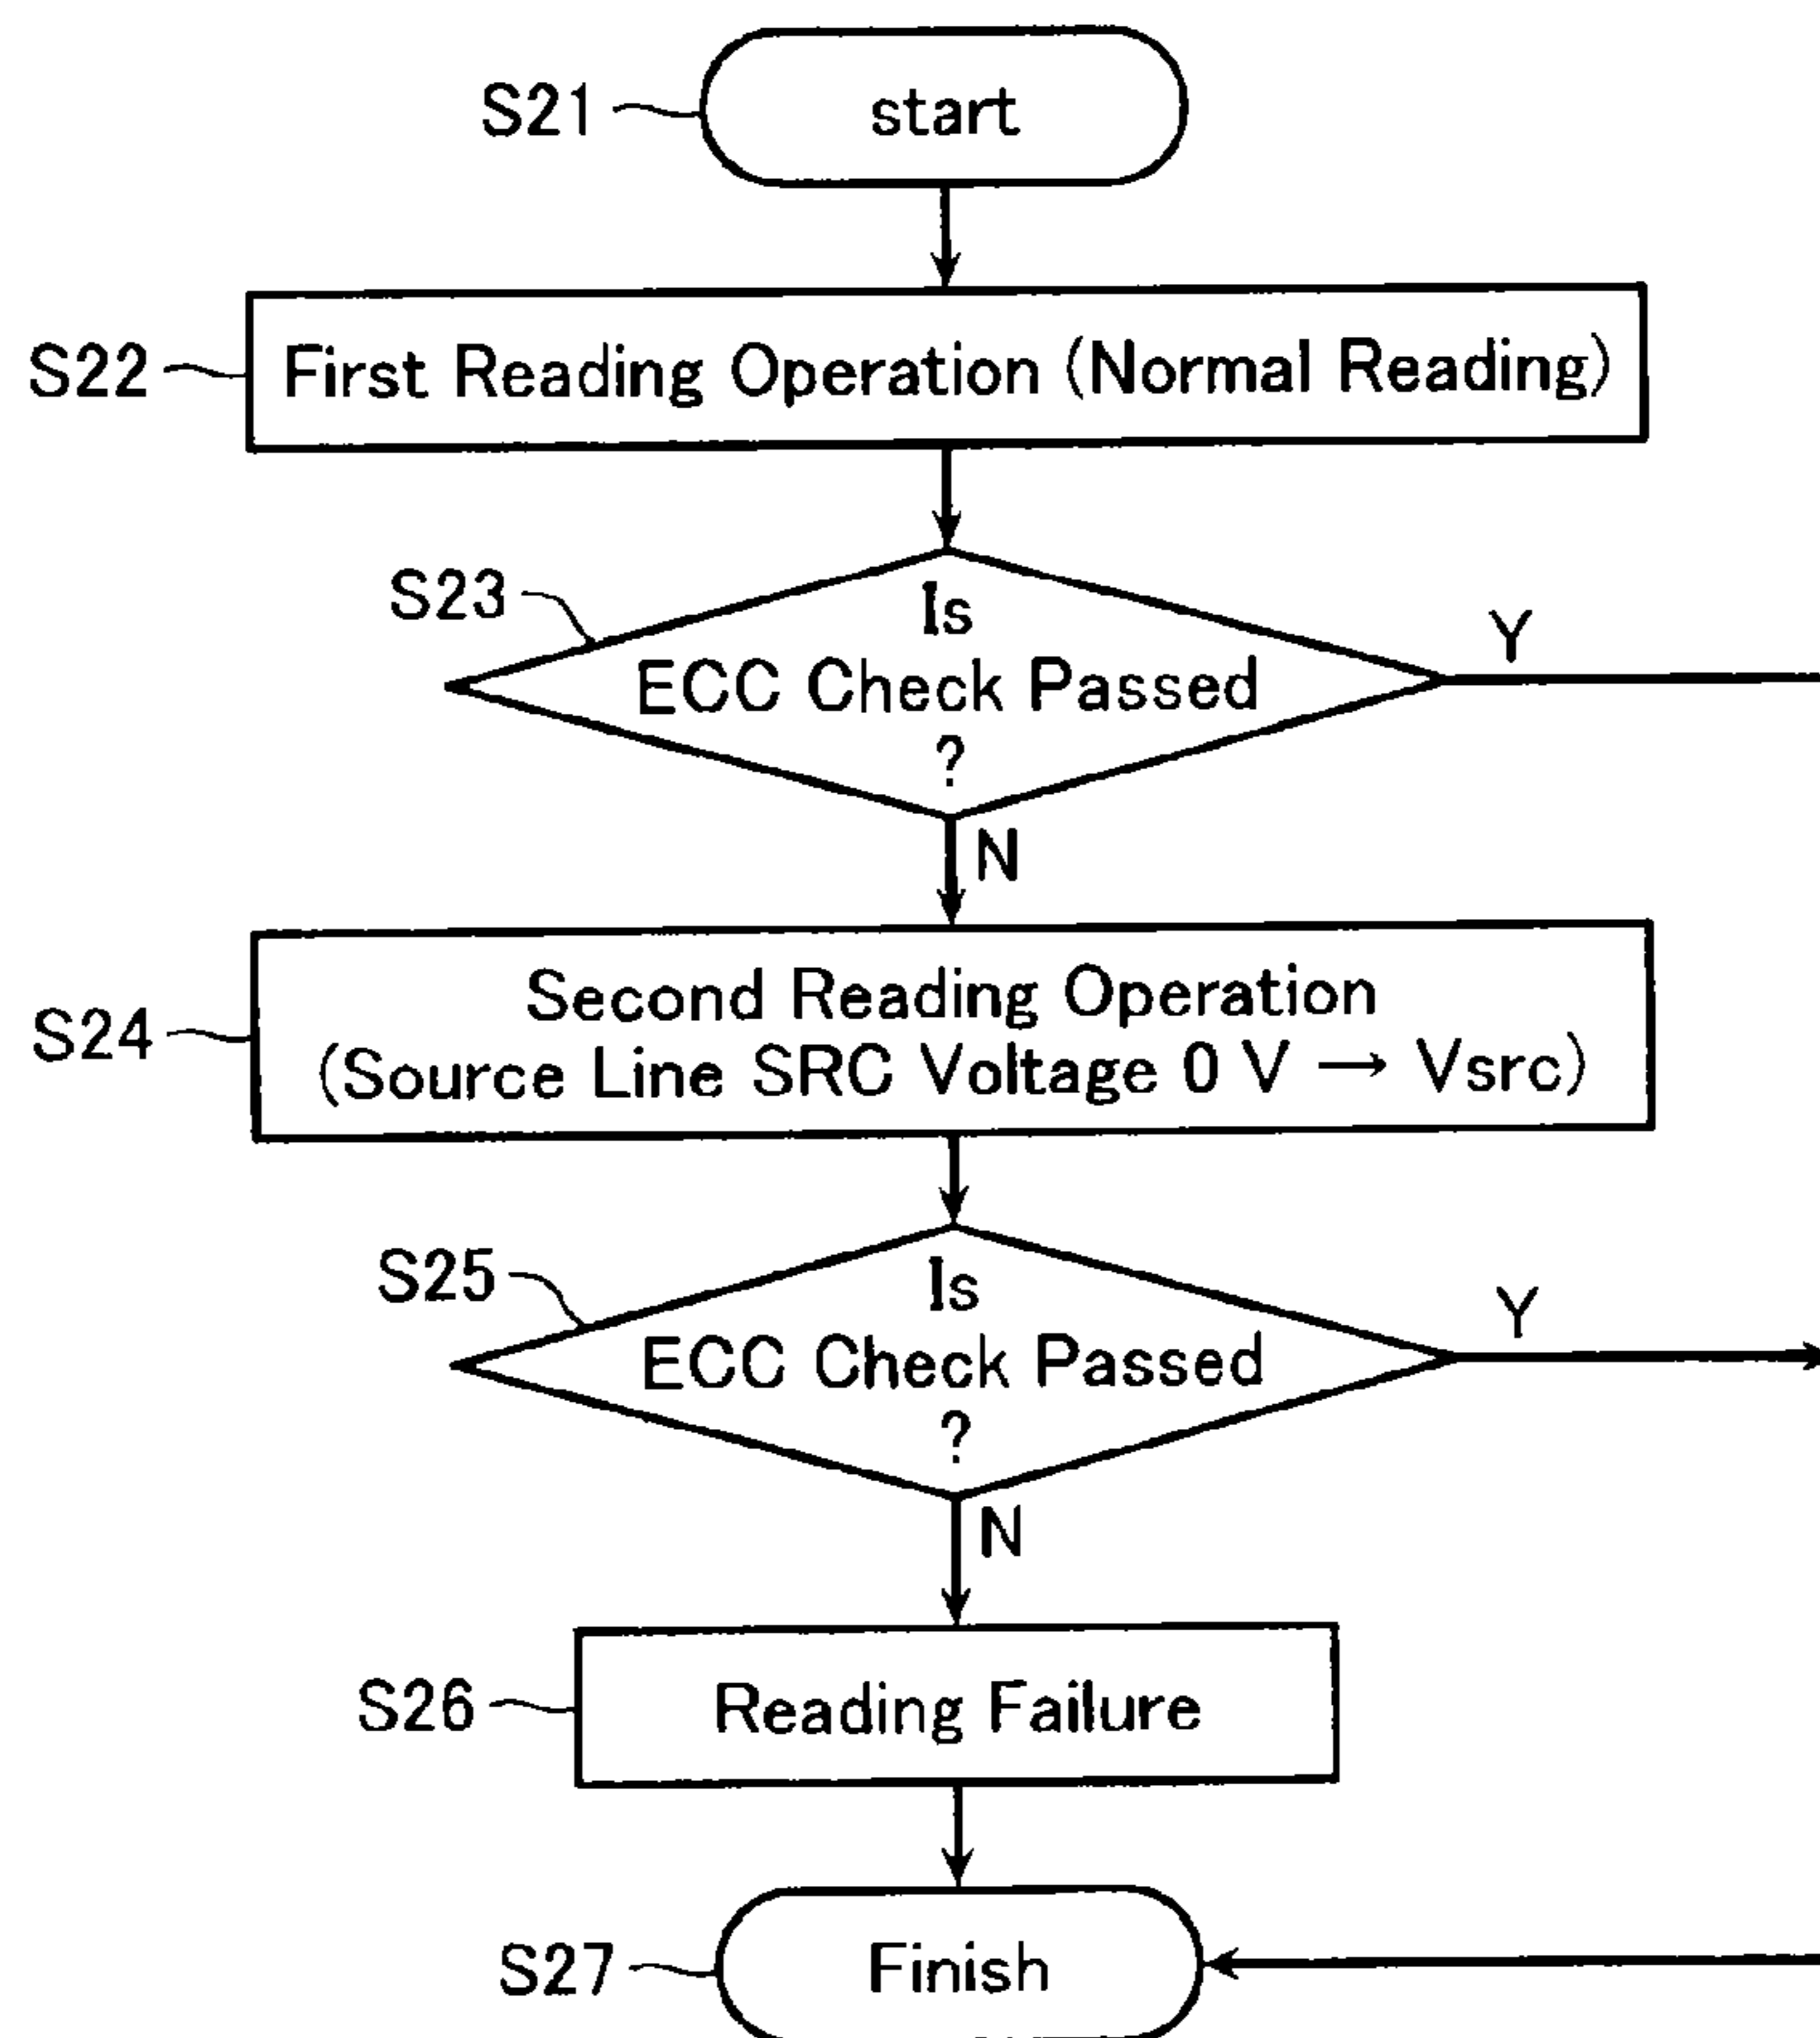 S21
start
S22
First Reading Operation (Normal Reading)
S23
Is
ECC Check Passed
?
Y
N
S24
Second Reading Operation
(Source Line SRC Voltage 0 V → Vsrc)
S25
Is
ECC Check Passed
?
Y
N
S26
Reading Failure
S27
Finish